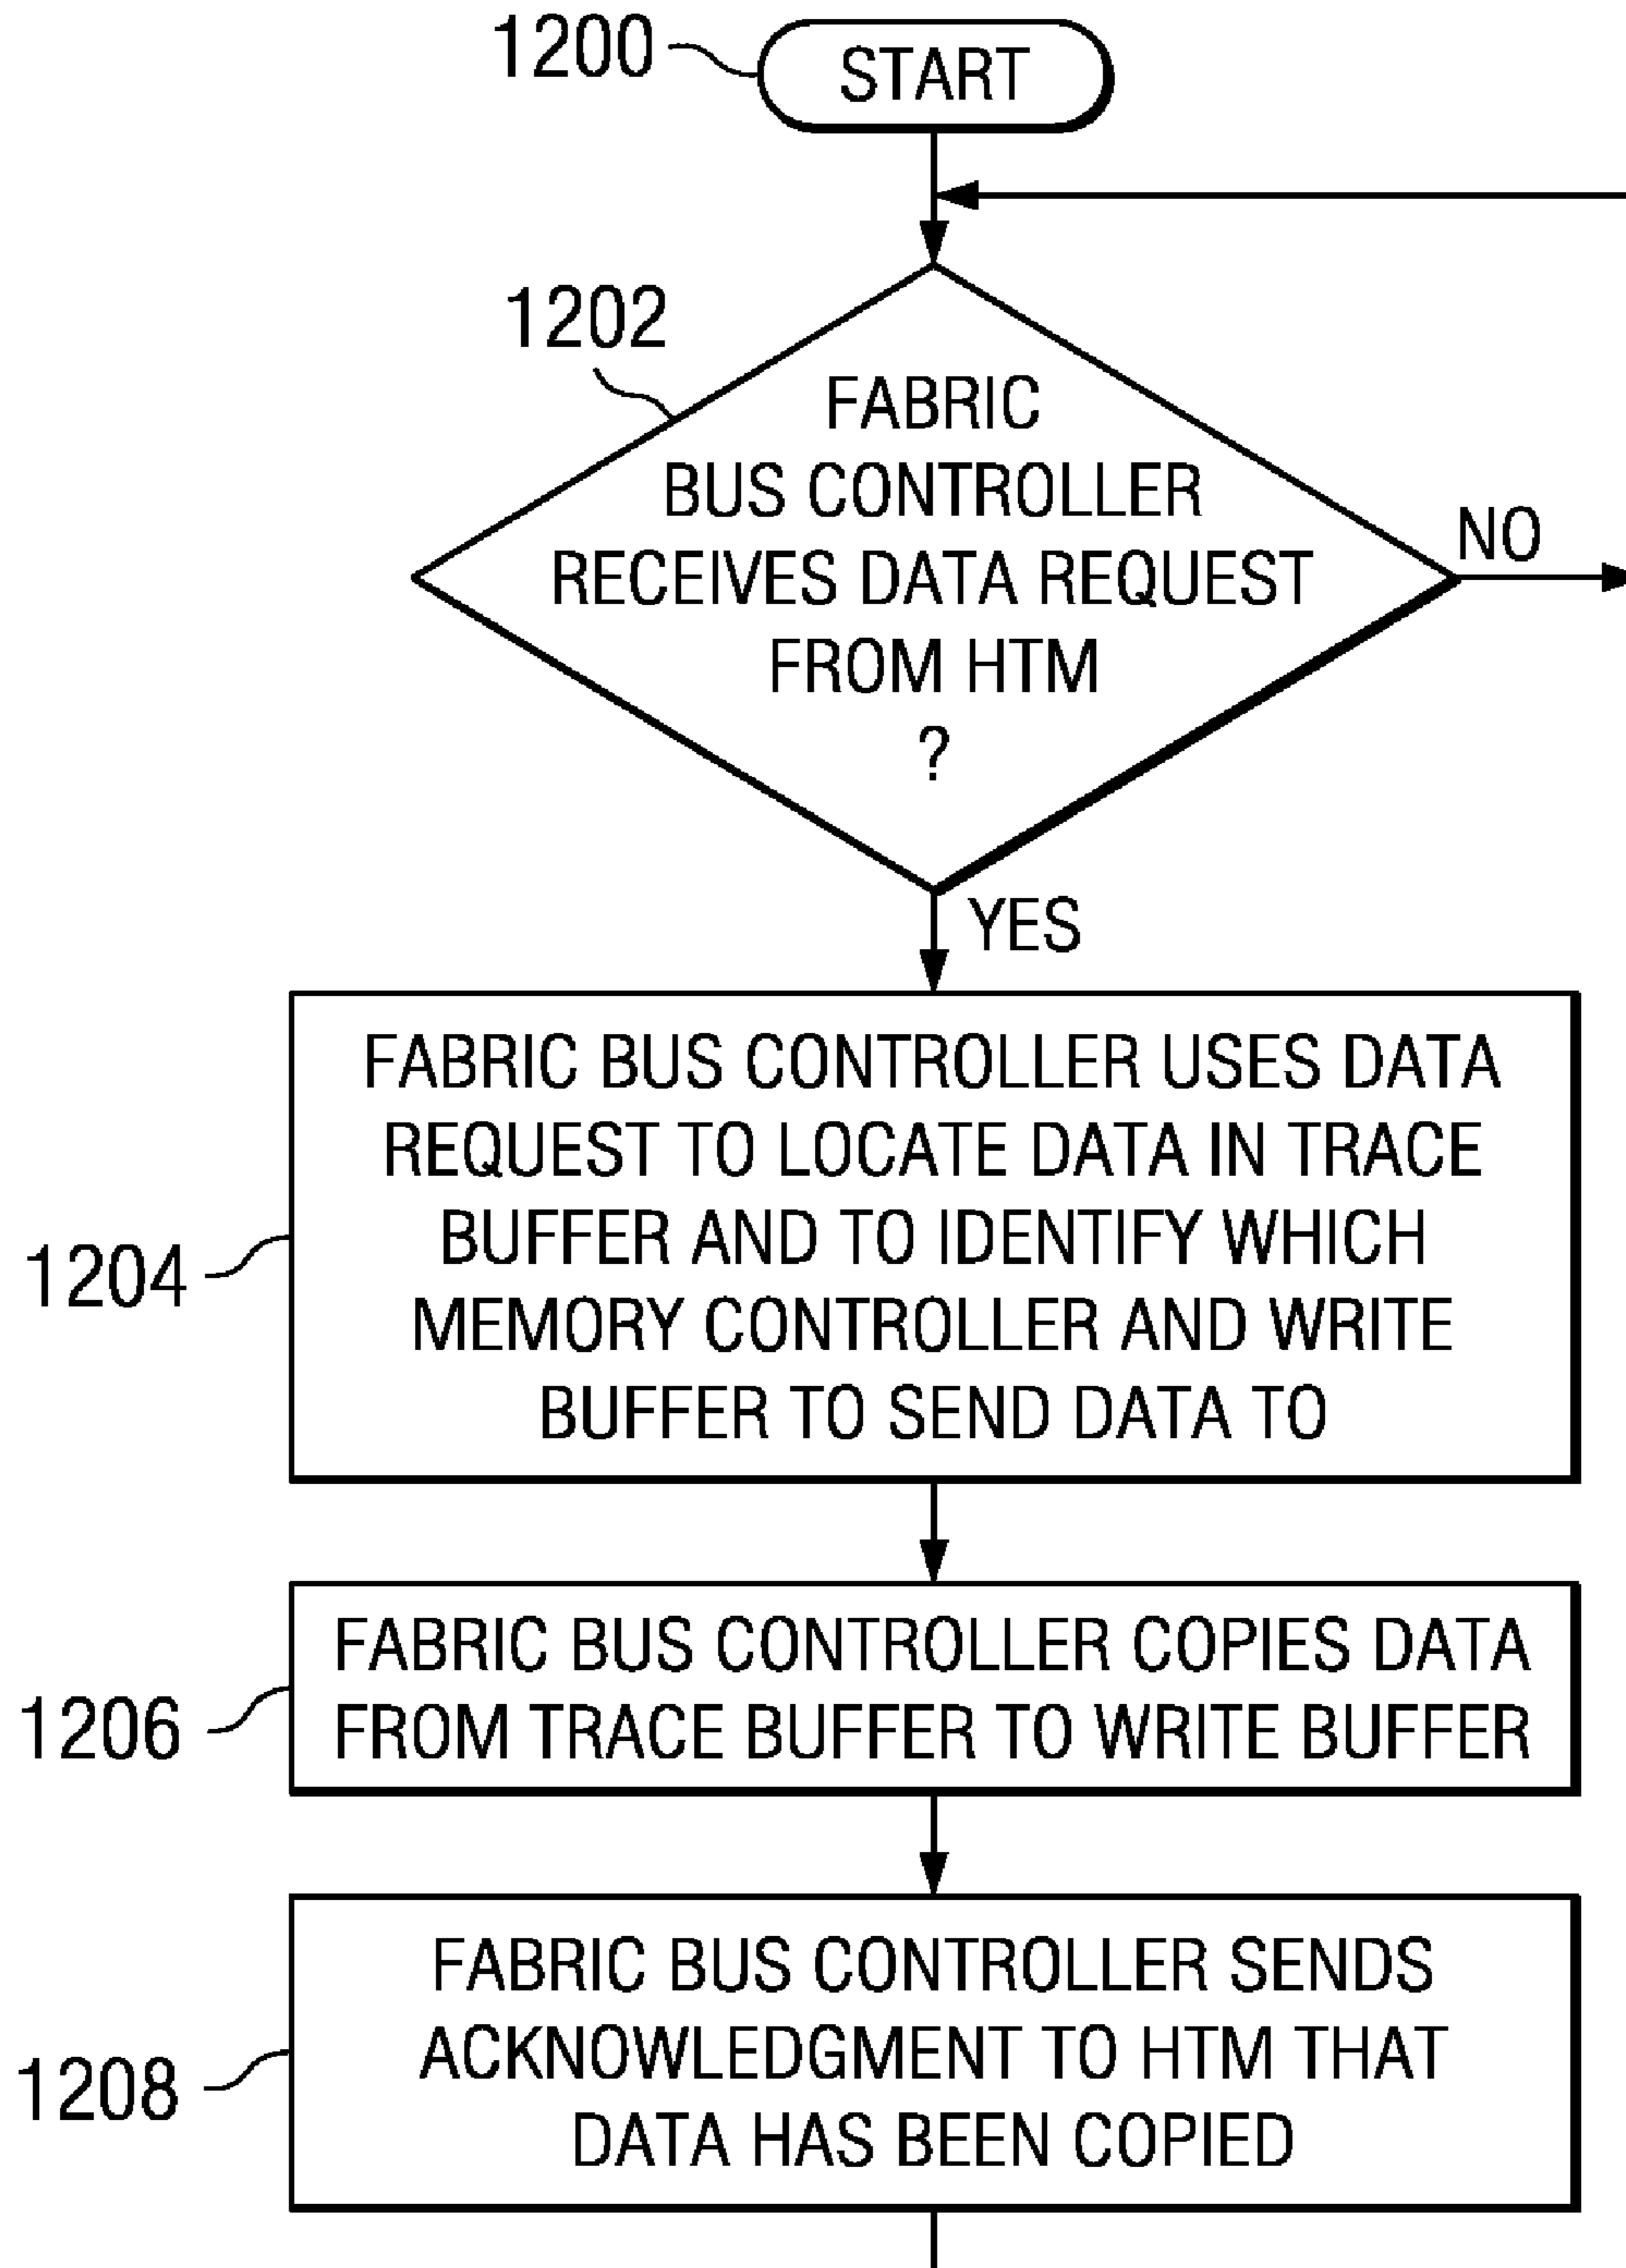 1200
START
1202
FABRIC
BUS CONTROLLER
RECEIVES DATA REQUEST
FROM HTM
?
NO
YES
1204
FABRIC BUS CONTROLLER USES DATA
REQUEST TO LOCATE DATA IN TRACE
BUFFER AND TO IDENTIFY WHICH
MEMORY CONTROLLER AND WRITE
BUFFER TO SEND DATA TO
1206
FABRIC BUS CONTROLLER COPIES DATA
FROM TRACE BUFFER TO WRITE BUFFER
1208
FABRIC BUS CONTROLLER SENDS
ACKNOWLEDGMENT TO HTM THAT
DATA HAS BEEN COPIED